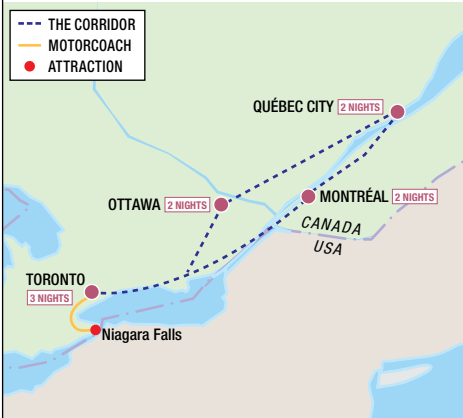 THE CORRIDOR
MOTORCOACH
ATTRACTION
QUÉBEC CITY 2 NIGHTS
OTTAWA 2 NIGHTS
MONTRÉAL 2 NIGHTS
CANADA
USA
TORONTO
3 NIGHTS
Niagara Falls